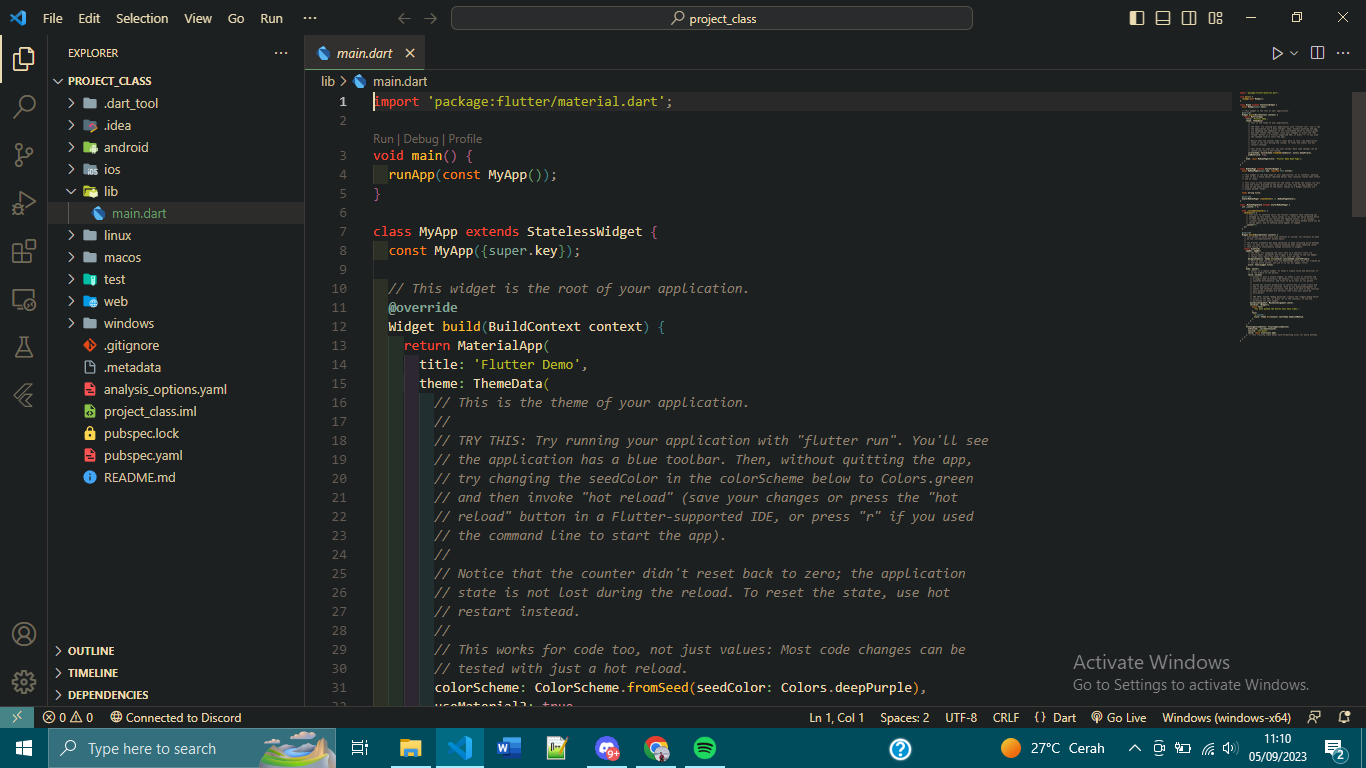 File Edit Selection View Go Run ···
project_class
EXPLORER ···
PROJECT_CLASS
.dart_tool
.idea
android
ios
lib
main.dart
linux
macos
test
web
windows
.gitignore
.metadata
analysis_options.yaml
project_class.iml
pubspec.lock
pubspec.yaml
README.md
OUTLINE
TIMELINE
DEPENDENCIES
main.dart
lib > main.dart
1 import 'package:flutter/material.dart';
2
Run | Debug | Profile
3 void main() {
4 runApp(const MyApp());
5 }
6
7 class MyApp extends StatelessWidget {
8 const MyApp({super.key});
9
10 // This widget is the root of your application.
11 @override
12 Widget build(BuildContext context) {
13 return MaterialApp(
14 title: 'Flutter Demo',
15 theme: ThemeData(
16 // This is the theme of your application.
17 //
18 // TRY THIS: Try running your application with "flutter run". You'll see
19 // the application has a blue toolbar. Then, without quitting the app,
20 // try changing the seedColor in the colorScheme below to Colors.green
21 // and then invoke "hot reload" (save your changes or press the "hot
22 // reload" button in a Flutter-supported IDE, or press "r" if you used
23 // the command line to start the app).
24 //
25 // Notice that the counter didn't reset back to zero; the application
26 // state is not lost during the reload. To reset the state, use hot
27 // restart instead.
28 //
29 // This works for code too, not just values: Most code changes can be
30 // tested with just a hot reload.
31 colorScheme: ColorScheme.fromSeed(seedColor: Colors.deepPurple),
Activate Windows
Go to Settings to activate Windows.
0 0 Connected to Discord
Ln 1, Col 1 Spaces: 2 UTF-8 CRLF {} Dart Go Live Windows (windows-x64)
Type here to search
9+
27°C Cerah
11:10
05/09/2023
2